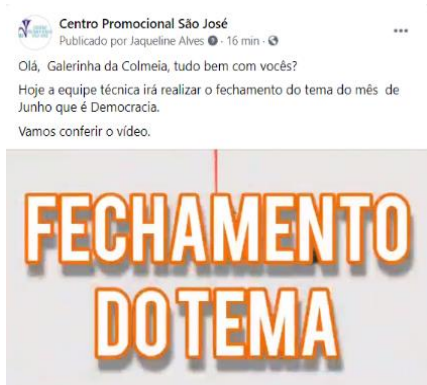 Centro Promocional São José
Publicado por Jaqueline Alves · 16 min ·
Olá, Galerinha da Colmeia, tudo bem com vocês?
Hoje a equipe técnica irá realizar o fechamento do tema do mês de
Junho que é Democracia.
Vamos conferir o vídeo.
FECHAMENTO
DO TEMA